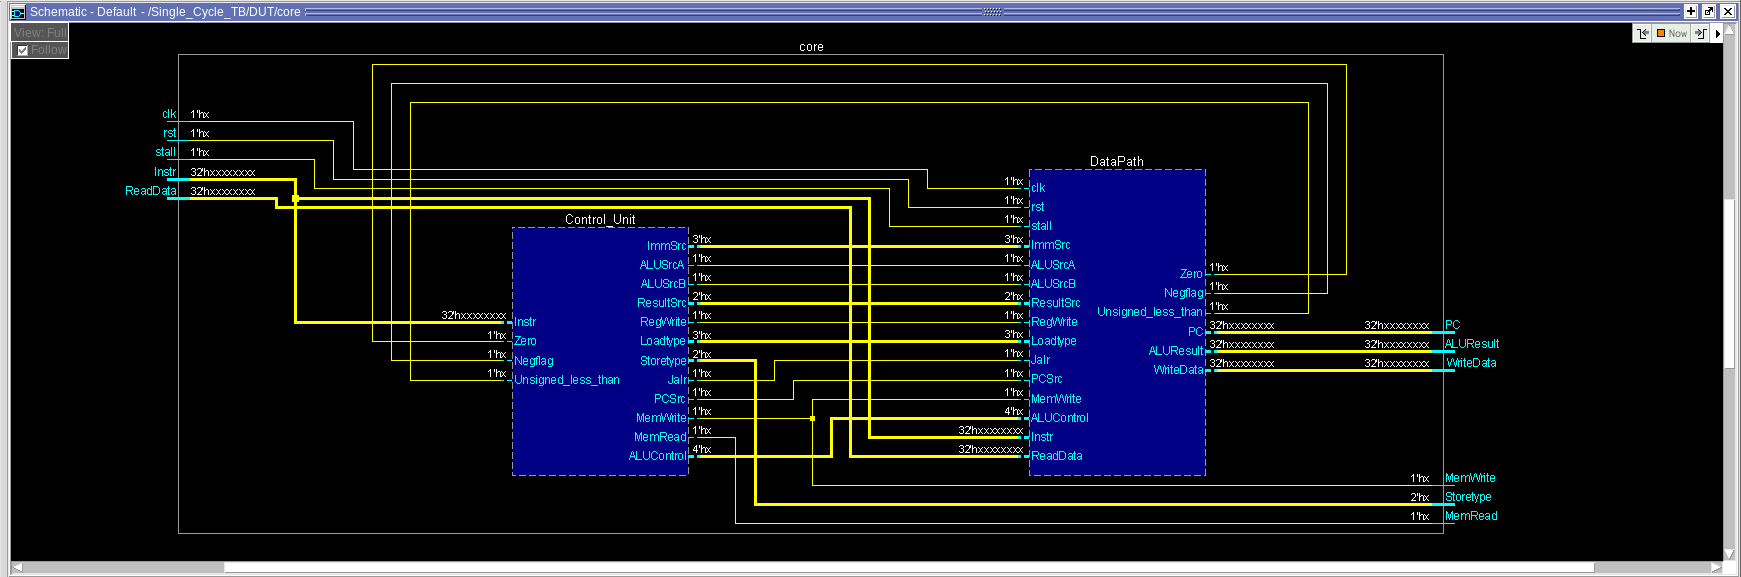 Schematic - Default - /Single_Cycle_TB/DUT/core
View: Full
Follow
Now
core
clk 1'hx
rst 1'hx
stall 1'hx
Instr 32'hxxxxxxxx
ReadData 32'hxxxxxxxx
Control_Unit
32'hxxxxxxxx Instr
1'hx Zero
1'hx Negflag
1'hx Unsigned_less_than
ImmSrc 3'hx
ALUSrcA 1'hx
ALUSrcB 1'hx
ResultSrc 2'hx
RegWrite 1'hx
Loadtype 3'hx
Storetype 2'hx
Jalr 1'hx
PCSrc 1'hx
MemWrite 1'hx
MemRead 1'hx
ALUControl 4'hx
DataPath
1'hx clk
1'hx rst
1'hx stall
3'hx ImmSrc
1'hx ALUSrcA
1'hx ALUSrcB
2'hx ResultSrc
1'hx RegWrite
3'hx Loadtype
1'hx Jalr
1'hx PCSrc
1'hx MemWrite
4'hx ALUControl
32'hxxxxxxxx Instr
32'hxxxxxxxx ReadData
Zero 1'hx
Negflag 1'hx
Unsigned_less_than 1'hx
PC 32'hxxxxxxxx
ALUResult 32'hxxxxxxxx
WriteData 32'hxxxxxxxx
32'hxxxxxxxx PC
32'hxxxxxxxx ALUResult
32'hxxxxxxxx WriteData
1'hx MemWrite
2'hx Storetype
1'hx MemRead